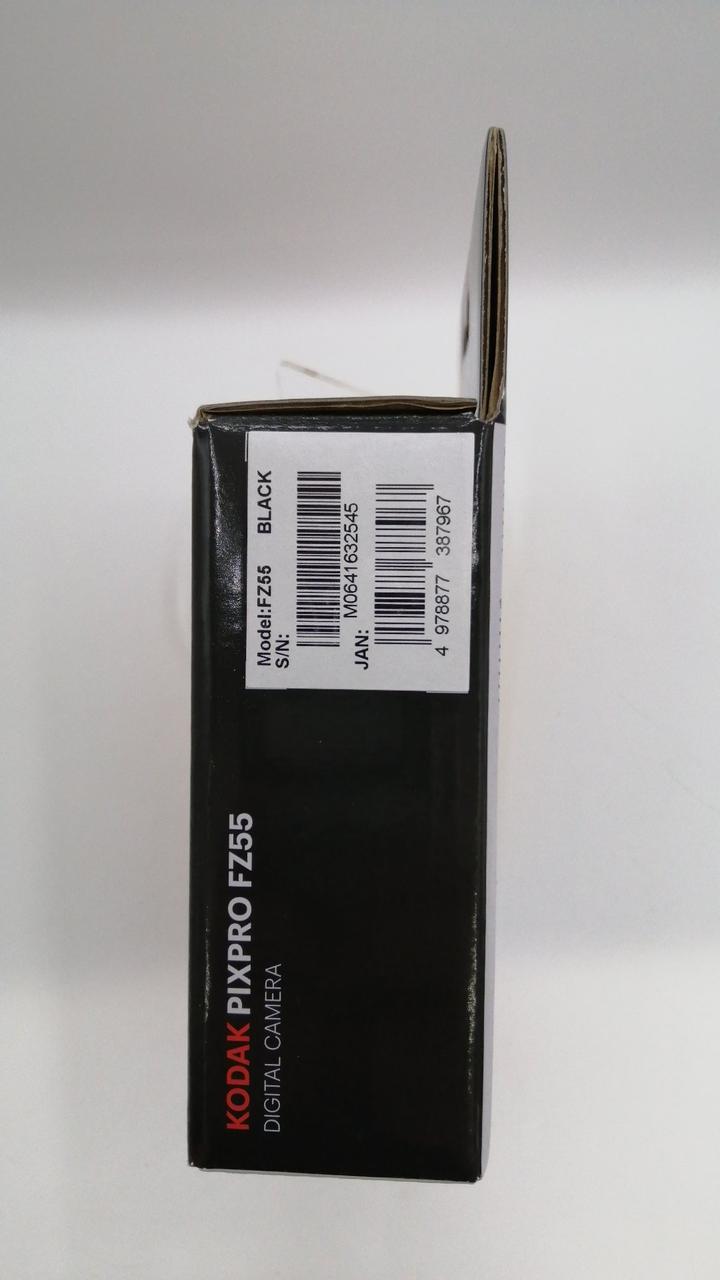 Model:FZ55 BLACK
S/N:
M0641632545
JAN:
4 978877 387967
KODAK PIXPRO FZ55
DIGITAL CAMERA